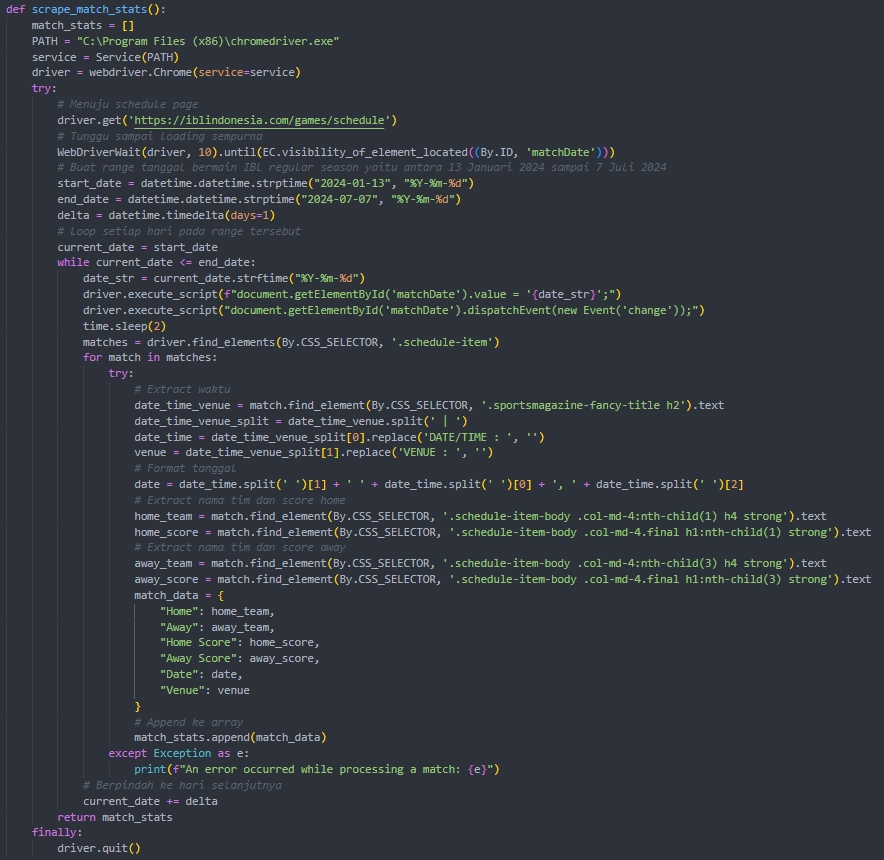 def scrape_match_stats():
    match_stats = []
    PATH = "C:\Program Files (x86)\chromedriver.exe"
    service = Service(PATH)
    driver = webdriver.Chrome(service=service)
    try:
        # Menuju schedule page
        driver.get('https://iblindonesia.com/games/schedule')
        # Tunggu sampai loading sempurna
        WebDriverWait(driver, 10).until(EC.visibility_of_element_located((By.ID, 'matchDate')))
        # Buat range tanggal bermain IBL regular season yaitu antara 13 Januari 2024 sampai 7 Juli 2024
        start_date = datetime.datetime.strptime("2024-01-13", "%Y-%m-%d")
        end_date = datetime.datetime.strptime("2024-07-07", "%Y-%m-%d")
        delta = datetime.timedelta(days=1)
        # Loop setiap hari pada range tersebut
        current_date = start_date
        while current_date <= end_date:
            date_str = current_date.strftime("%Y-%m-%d")
            driver.execute_script(f"document.getElementById('matchDate').value = '{date_str}';")
            driver.execute_script("document.getElementById('matchDate').dispatchEvent(new Event('change'));")
            time.sleep(2)
            matches = driver.find_elements(By.CSS_SELECTOR, '.schedule-item')
            for match in matches:
                try:
                    # Extract waktu
                    date_time_venue = match.find_element(By.CSS_SELECTOR, '.sportsmagazine-fancy-title h2').text
                    date_time_venue_split = date_time_venue.split(' | ')
                    date_time = date_time_venue_split[0].replace('DATE/TIME : ', '')
                    venue = date_time_venue_split[1].replace('VENUE : ', '')
                    # Format tanggal
                    date = date_time.split(' ')[1] + ' ' + date_time.split(' ')[0] + ', ' + date_time.split(' ')[2]
                    # Extract nama tim dan score home
                    home_team = match.find_element(By.CSS_SELECTOR, '.schedule-item-body .col-md-4:nth-child(1) h4 strong').text
                    home_score = match.find_element(By.CSS_SELECTOR, '.schedule-item-body .col-md-4.final h1:nth-child(1) strong').text
                    # Extract nama tim dan score away
                    away_team = match.find_element(By.CSS_SELECTOR, '.schedule-item-body .col-md-4:nth-child(3) h4 strong').text
                    away_score = match.find_element(By.CSS_SELECTOR, '.schedule-item-body .col-md-4.final h1:nth-child(3) strong').text
                    match_data = {
                        "Home": home_team,
                        "Away": away_team,
                        "Home Score": home_score,
                        "Away Score": away_score,
                        "Date": date,
                        "Venue": venue
                    }
                    # Append ke array
                    match_stats.append(match_data)
                except Exception as e:
                    print(f"An error occurred while processing a match: {e}")
            # Berpindah ke hari selanjutnya
            current_date += delta
        return match_stats
    finally:
        driver.quit()